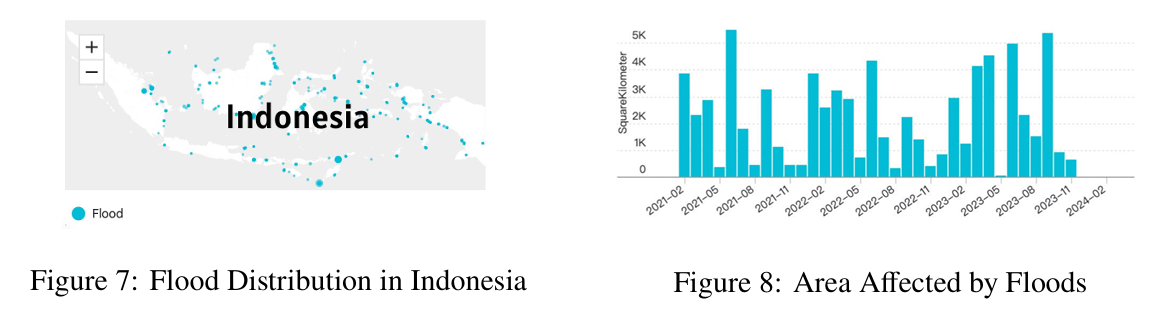 +
−
Indonesia
Flood
Figure 7: Flood Distribution in Indonesia
SquareKilometer
5K
4K
3K
2K
1K
0
2021-02
2021-05
2021-08
2021-11
2022-02
2022-05
2022-08
2022-11
2023-02
2023-05
2023-08
2023-11
2024-02
Figure 8: Area Affected by Floods